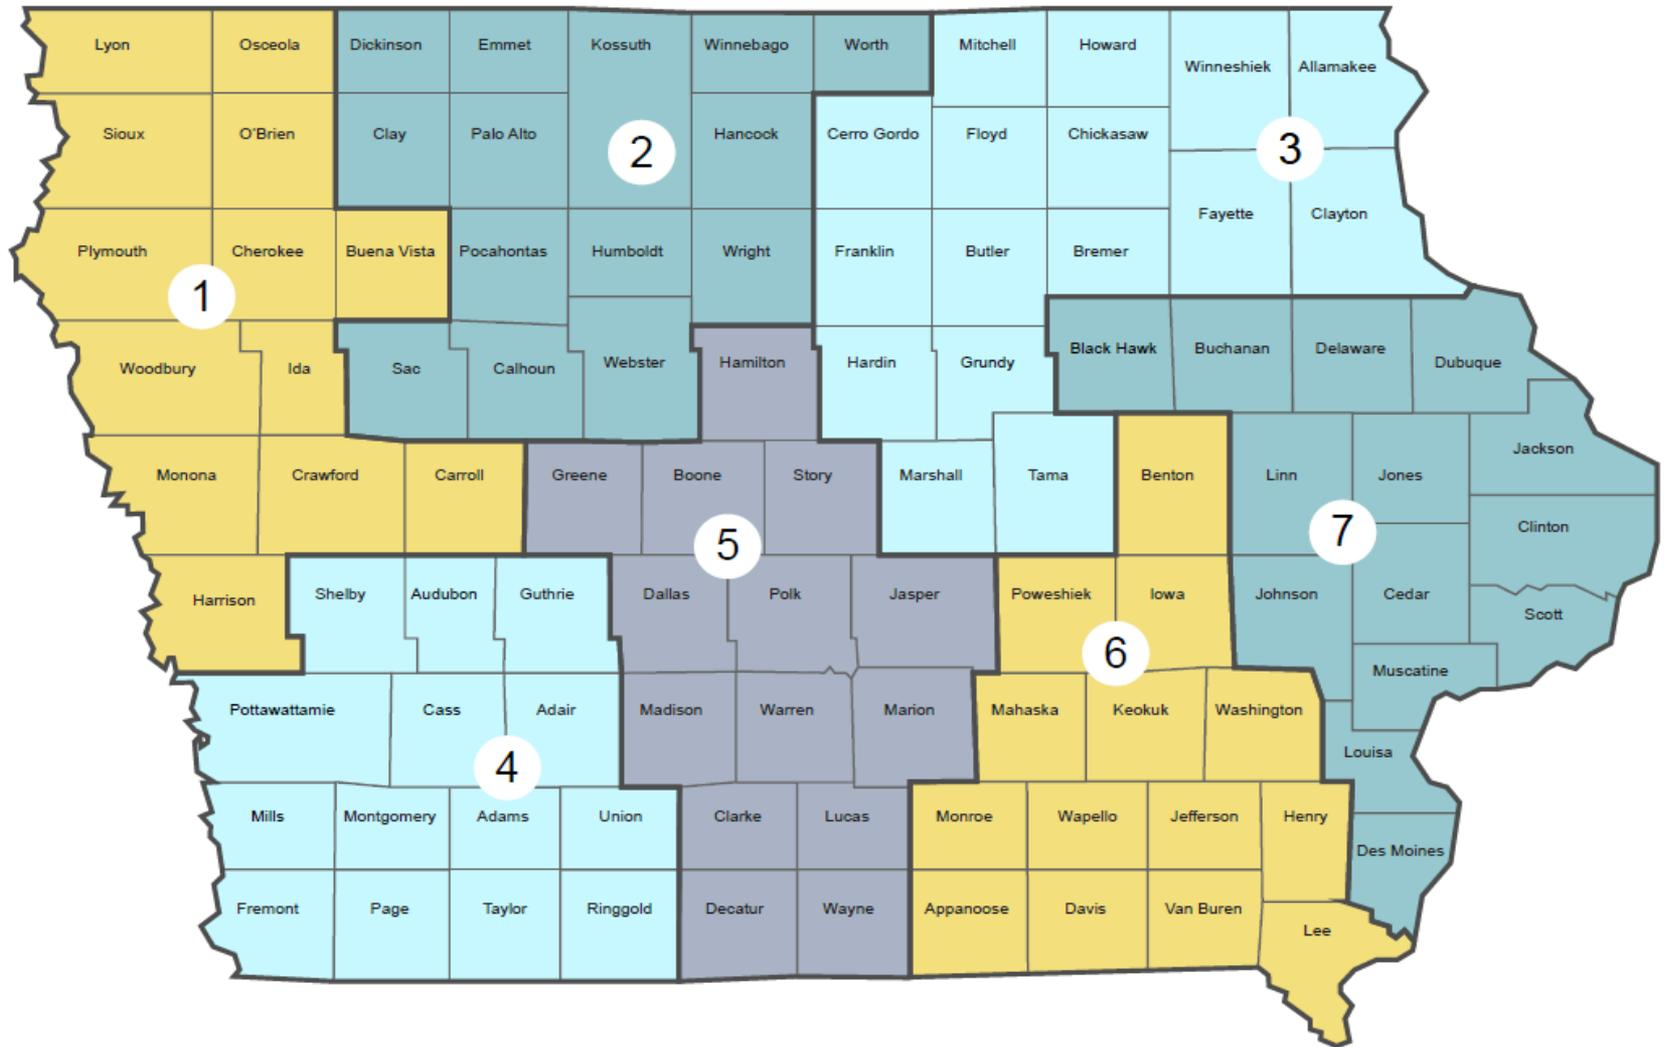 Lyon
Osceola
Dickinson
Emmet
Kossuth
Winnebago
Worth
Mitchell
Howard
Winneshiek
Allamakee
Sioux
O'Brien
Clay
Palo Alto
2
Hancock
Cerro Gordo
Floyd
Chickasaw
3
Fayette
Clayton
Plymouth
Cherokee
Buena Vista
Pocahontas
Humboldt
Wright
Franklin
Butler
Bremer
1
Woodbury
Ida
Sac
Calhoun
Webster
Hamilton
Hardin
Grundy
Black Hawk
Buchanan
Delaware
Dubuque
Monona
Crawford
Carroll
Greene
Boone
Story
Marshall
Tama
Benton
Linn
Jones
Jackson
5
7
Clinton
Harrison
Shelby
Audubon
Guthrie
Dallas
Polk
Jasper
Poweshiek
Iowa
Johnson
Cedar
Scott
6
Muscatine
Pottawattamie
Cass
Adair
Madison
Warren
Marion
Mahaska
Keokuk
Washington
Louisa
4
Mills
Montgomery
Adams
Union
Clarke
Lucas
Monroe
Wapello
Jefferson
Henry
Des Moines
Fremont
Page
Taylor
Ringgold
Decatur
Wayne
Appanoose
Davis
Van Buren
Lee